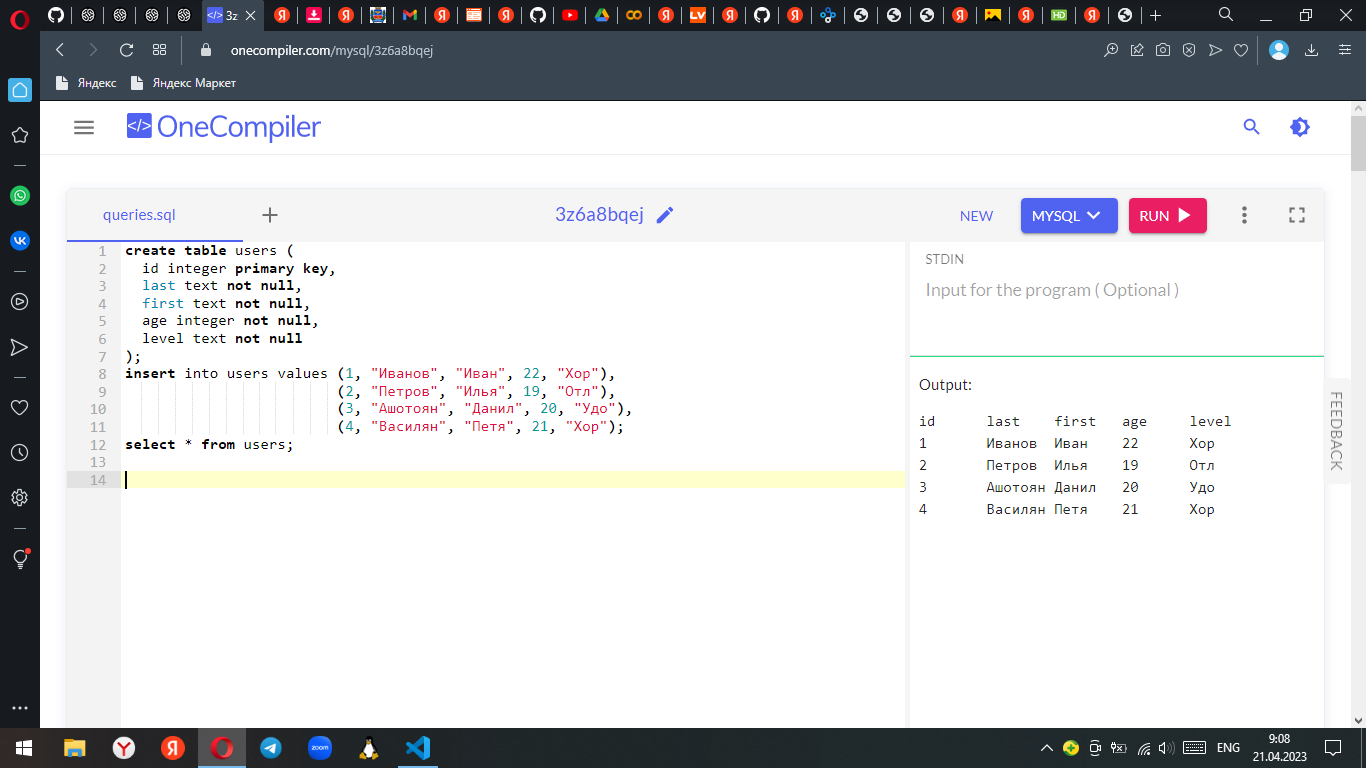 3z
onecompiler.com/mysql/3z6a8bqej
Яндекс
Яндекс Маркет
</> OneCompiler
queries.sql
+
3z6a8bqej
NEW
MYSQL
RUN
1 create table users (
2 id integer primary key,
3 last text not null,
4 first text not null,
5 age integer not null,
6 level text not null
7 );
8 insert into users values (1, "Иванов", "Иван", 22, "Хор"),
9 (2, "Петров", "Илья", 19, "Отл"),
10 (3, "Ашотоян", "Данил", 20, "Удо"),
11 (4, "Василян", "Петя", 21, "Хор");
12 select * from users;
13
14
STDIN
Input for the program ( Optional )
Output:
id last first age level
1 Иванов Иван 22 Хор
2 Петров Илья 19 Отл
3 Ашотоян Данил 20 Удо
4 Василян Петя 21 Хор
FEEDBACK
zoom
ENG
9:08
21.04.2023